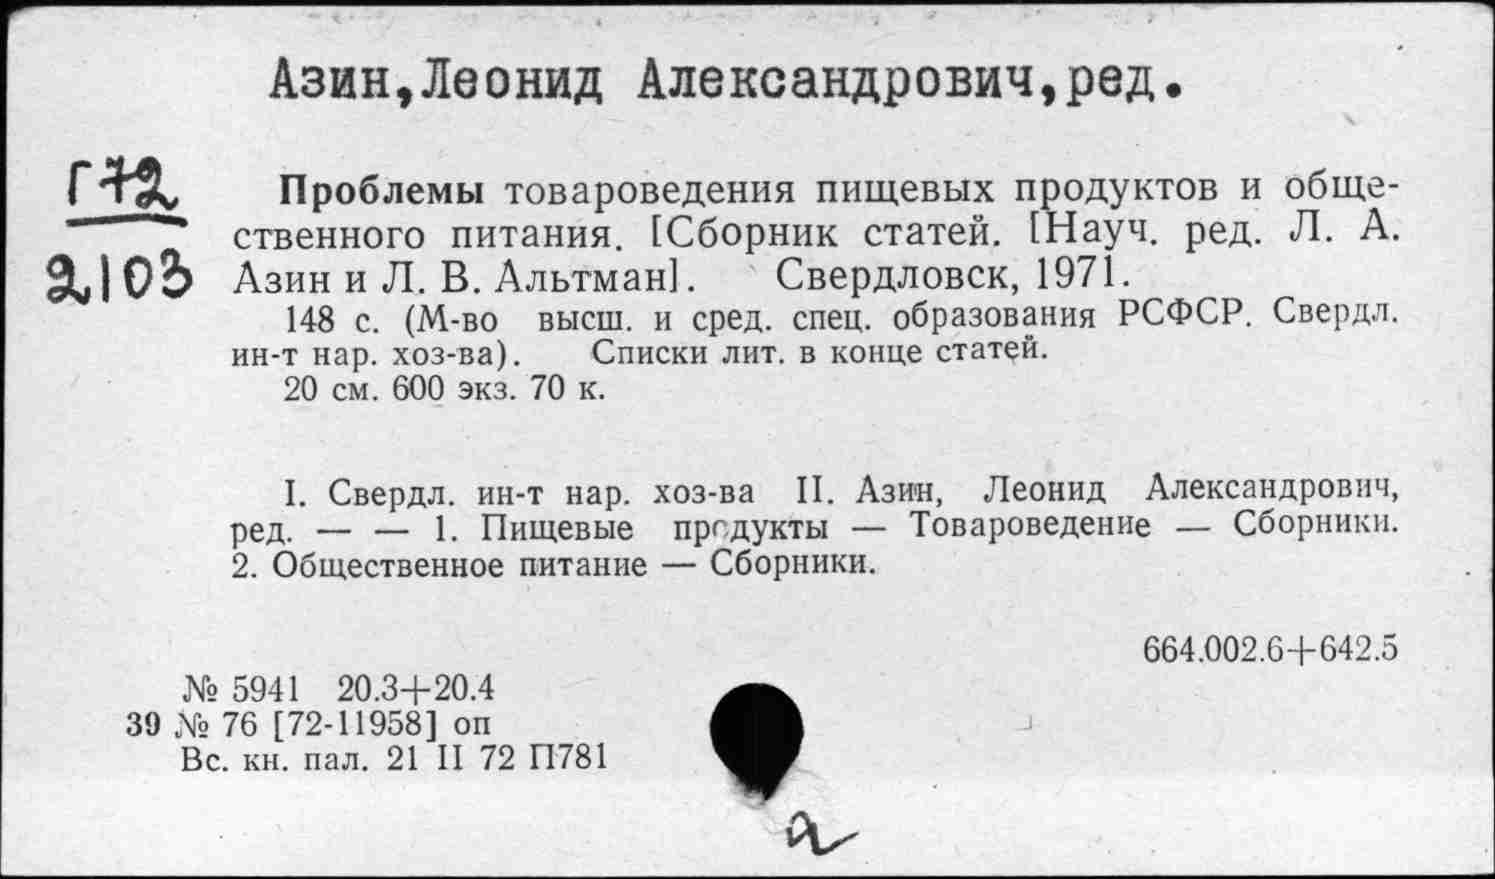 Азин,Леонид Александрович,ред.
Г72
2103
Проблемы товароведения пищевых продуктов и обще-
ственного питания. [Сборник статей. [Науч. ред. Л. А.
Азин и Л. В. Альтман]. Свердловск, 1971.
148 с. (М-во высш. и сред. спец. образования РСФСР. Свердл.
ин-т нар. хоз-ва). Списки лит. в конце статей.
20 см. 600 экз. 70 к.
I. Свердл. ин-т нар. хоз-ва II. Азин, Леонид Александрович,
ред. — — 1. Пищевые продукты — Товароведение — Сборники.
2. Общественное питание — Сборники.
664.002.6+642.5
№ 5941 20.3+20.4
39 № 76 [72-11958] оп
Вс. кн. пал. 21 II 72 П781